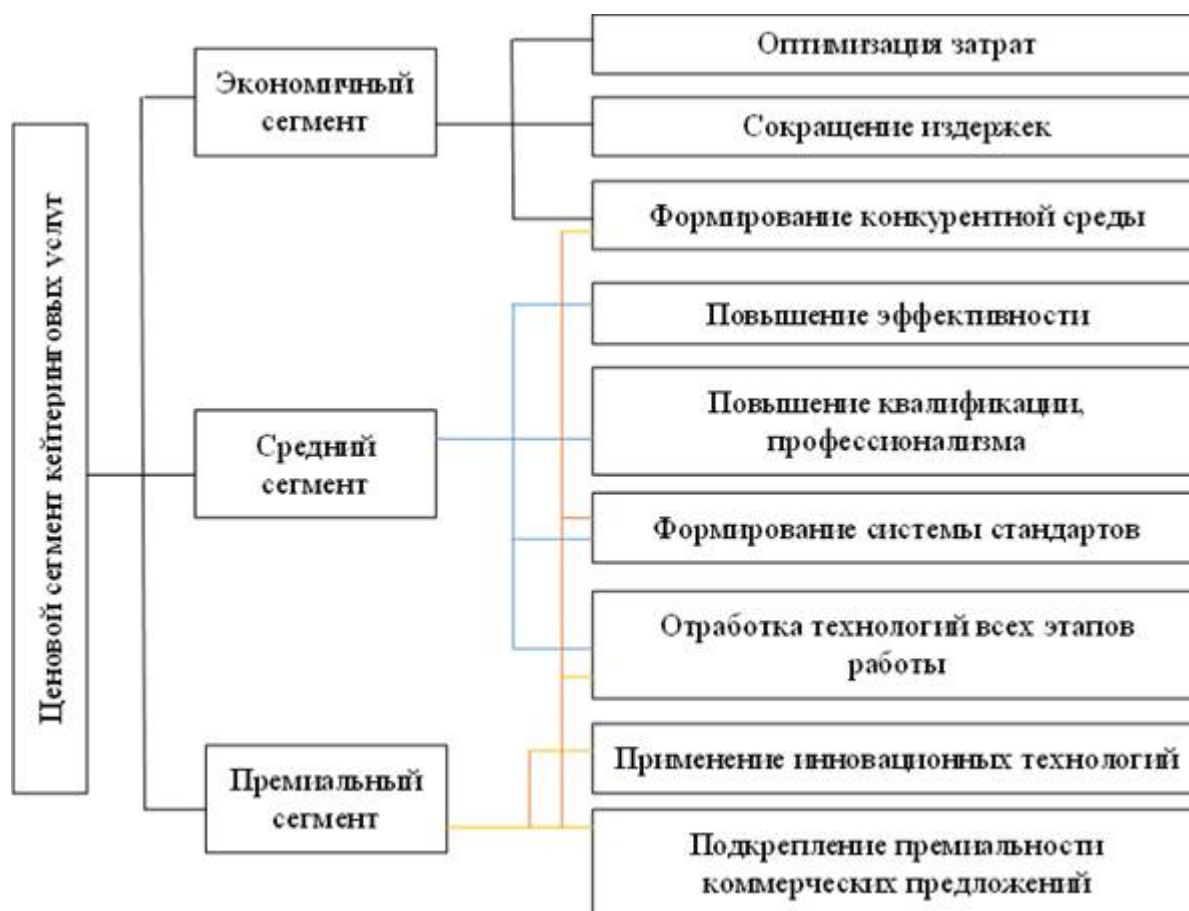 Ценовой сегмент кейтеринговых услуг
Экономичный
сегмент
Средний
сегмент
Премиальный
сегмент
Оптимизация затрат
Сокращение издержек
Формирование конкурентной среды
Повышение эффективности
Повышение квалификации,
профессионализма
Формирование системы стандартов
Отработка технологий всех этапов
работы
Применение инновационных технологий
Подкрепление премиальности
коммерческих предложений